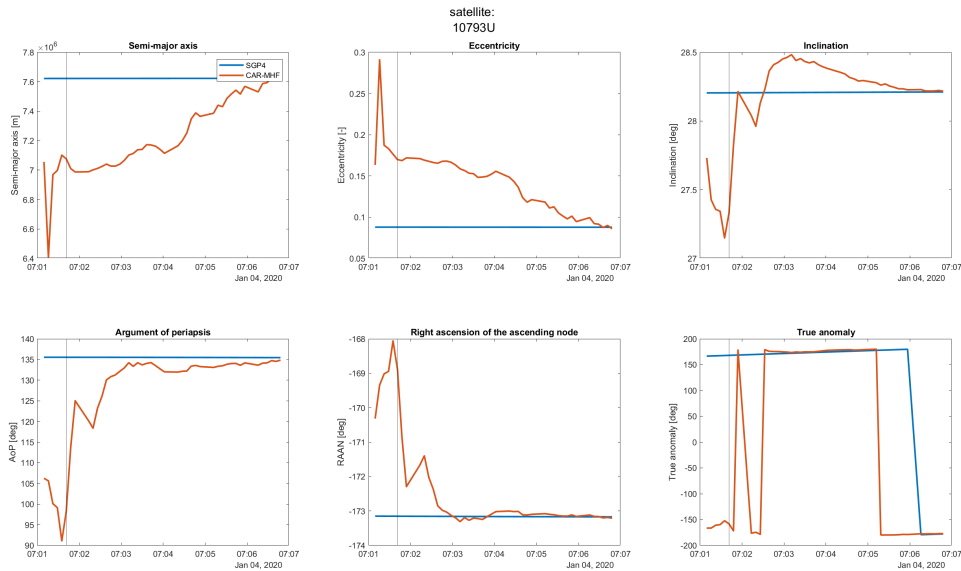 satellite:
10793U
Semi-major axis
× 10^6
7.8
7.6
7.4
7.2
7
6.8
6.6
6.4
Semi-major axis [m]
SGP4
CAR-MHF
07:01 07:02 07:03 07:04 07:05 07:06 07:07
Jan 04, 2020
Eccentricity
0.3
0.25
0.2
0.15
0.1
0.05
Eccentricity [-]
07:01 07:02 07:03 07:04 07:05 07:06 07:07
Jan 04, 2020
Inclination
28.5
28
27.5
27
Inclination [deg]
07:01 07:02 07:03 07:04 07:05 07:06 07:07
Jan 04, 2020
Argument of periapsis
140
135
130
125
120
115
110
105
100
95
90
AoP [deg]
07:01 07:02 07:03 07:04 07:05 07:06 07:07
Jan 04, 2020
Right ascension of the ascending node
-168
-169
-170
-171
-172
-173
-174
RAAN [deg]
07:01 07:02 07:03 07:04 07:05 07:06 07:07
Jan 04, 2020
True anomaly
200
150
100
50
0
-50
-100
-150
-200
True anomaly [deg]
07:01 07:02 07:03 07:04 07:05 07:06 07:07
Jan 04, 2020